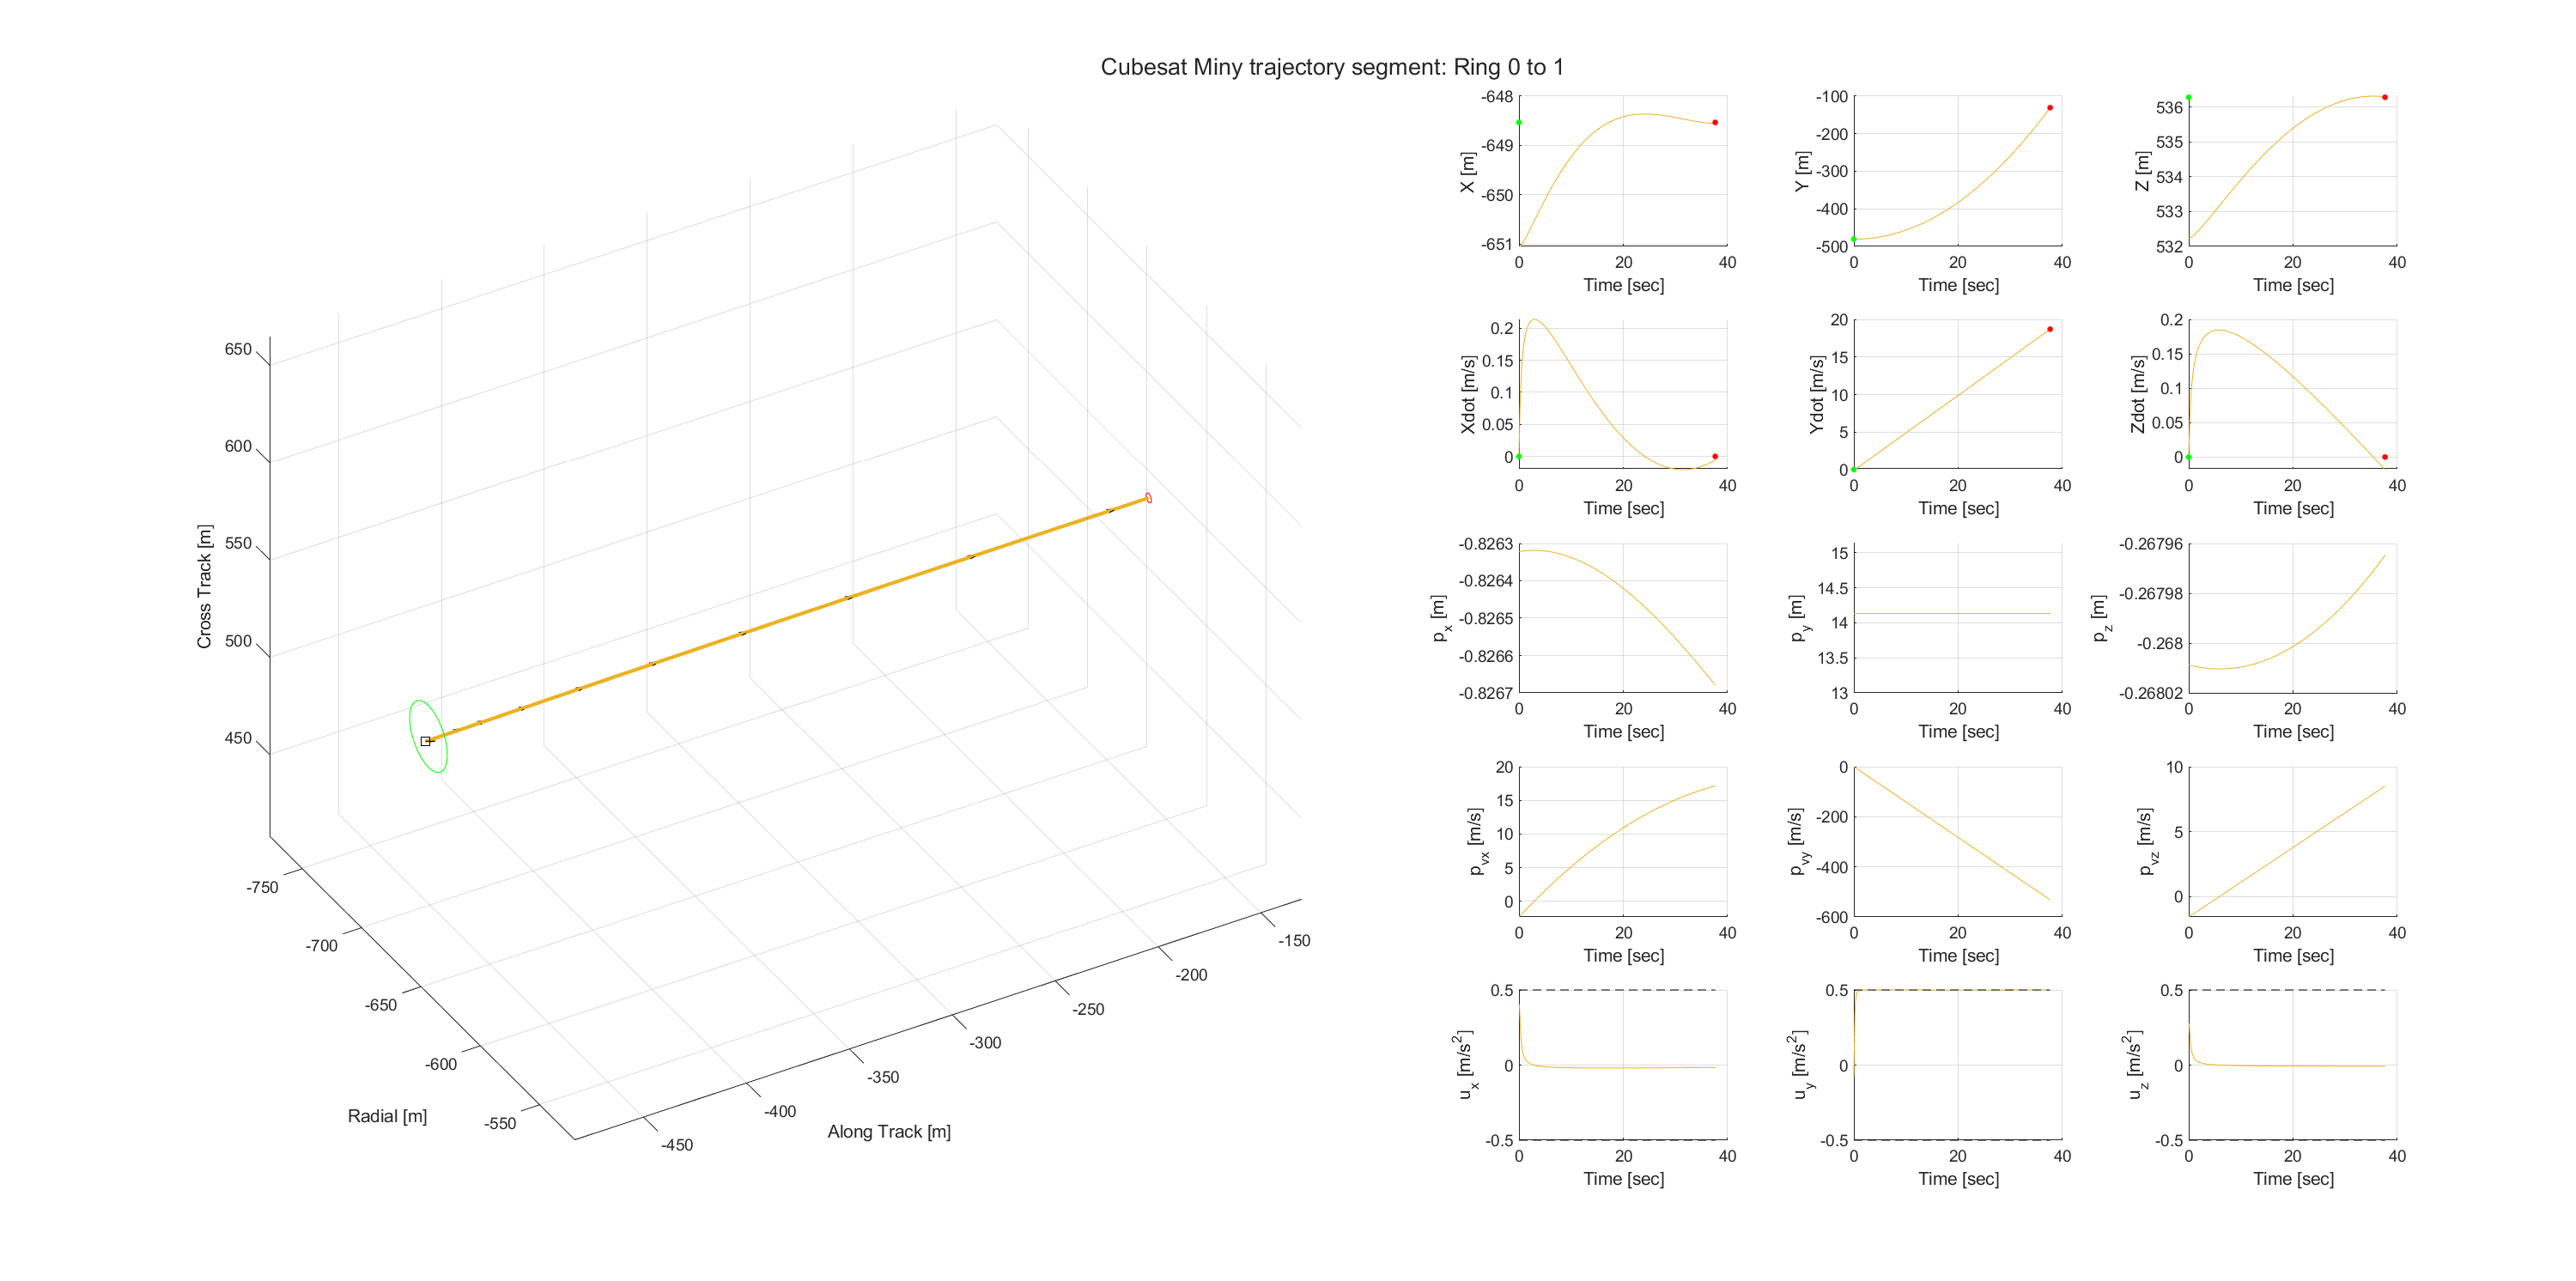 Cubesat Miny trajectory segment: Ring 0 to 1
650
600
550
500
450
Cross Track [m]
-750
-700
-650
-600
-550
Radial [m]
-450
-400
-350
-300
-250
-200
-150
Along Track [m]
-648
-649
-650
-651
X [m]
0 20 40
Time [sec]
-100
-200
-300
-400
-500
Y [m]
0 20 40
Time [sec]
536
535
534
533
532
Z [m]
0 20 40
Time [sec]
0.2
0.15
0.1
0.05
0
Xdot [m/s]
0 20 40
Time [sec]
20
15
10
5
0
Ydot [m/s]
0 20 40
Time [sec]
0.2
0.15
0.1
0.05
0
Zdot [m/s]
0 20 40
Time [sec]
-0.8263
-0.8264
-0.8265
-0.8266
-0.8267
p_x [m]
0 20 40
Time [sec]
15
14.5
14
13.5
13
p_y [m]
0 20 40
Time [sec]
-0.26796
-0.26798
-0.268
-0.26802
p_z [m]
0 20 40
Time [sec]
20
15
10
5
0
p_vx [m/s]
0 20 40
Time [sec]
0
-200
-400
-600
p_vy [m/s]
0 20 40
Time [sec]
10
5
0
p_vz [m/s]
0 20 40
Time [sec]
0.5
0
-0.5
u_x [m/s^2]
0 20 40
Time [sec]
0.5
0
-0.5
u_y [m/s^2]
0 20 40
Time [sec]
0.5
0
-0.5
u_z [m/s^2]
0 20 40
Time [sec]